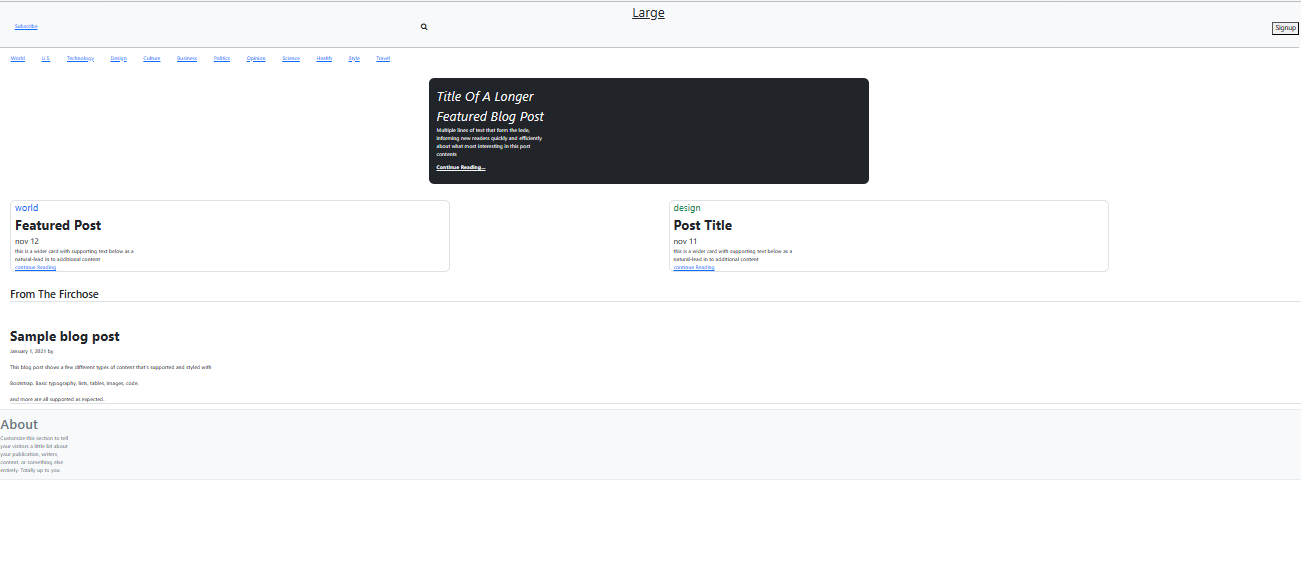 Large
Subscribe
Signup
World U.S. Technology Design Culture Business Politics Opinion Science Health Style Travel
Title Of A Longer
Featured Blog Post
Multiple lines of text that form the lede,
informing new readers quickly and efficiently
about what most interesting in this post
contents
Continue Reading...
world
Featured Post
nov 12
this is a wider card with supporting text below as a
natural-lead in to additional content
continue Reading
design
Post Title
nov 11
this is a wider card with supporting text below as a
natural-lead in to additional content
continue Reading
From The Firchose
Sample blog post
January 1, 2021 by
This blog post shows a few different types of content that's supported and styled with
Bootstrap. Basic typography, lists, tables, images, code,
and more are all supported as expected.
About
Customize this section to tell
your visitors a little bit about
your publication, writers,
content, or something else
entirely. Totally up to you.